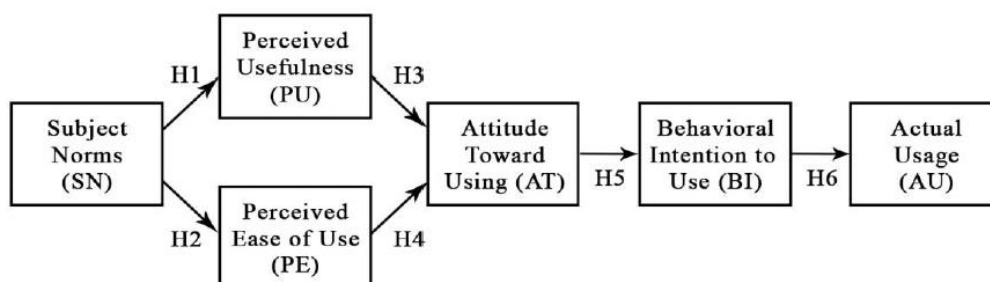 Subject
Norms
(SN)
H1
H2
Perceived
Usefulness
(PU)
Perceived
Ease of Use
(PE)
H3
H4
Attitude
Toward
Using (AT)
H5
Behavioral
Intention to
Use (BI)
H6
Actual
Usage
(AU)